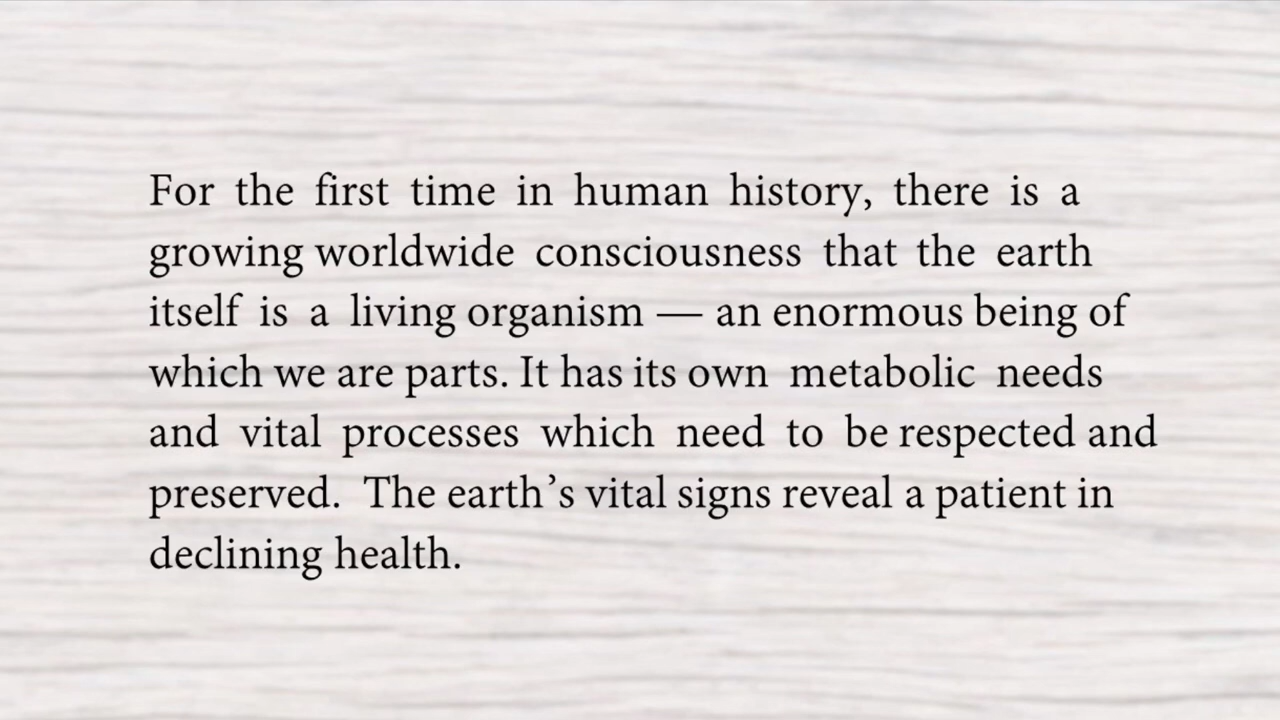 For the first time in human history, there is a
growing worldwide consciousness that the earth
itself is a living organism — an enormous being of
which we are parts. It has its own metabolic needs
and vital processes which need to be respected and
preserved. The earth’s vital signs reveal a patient in
declining health.